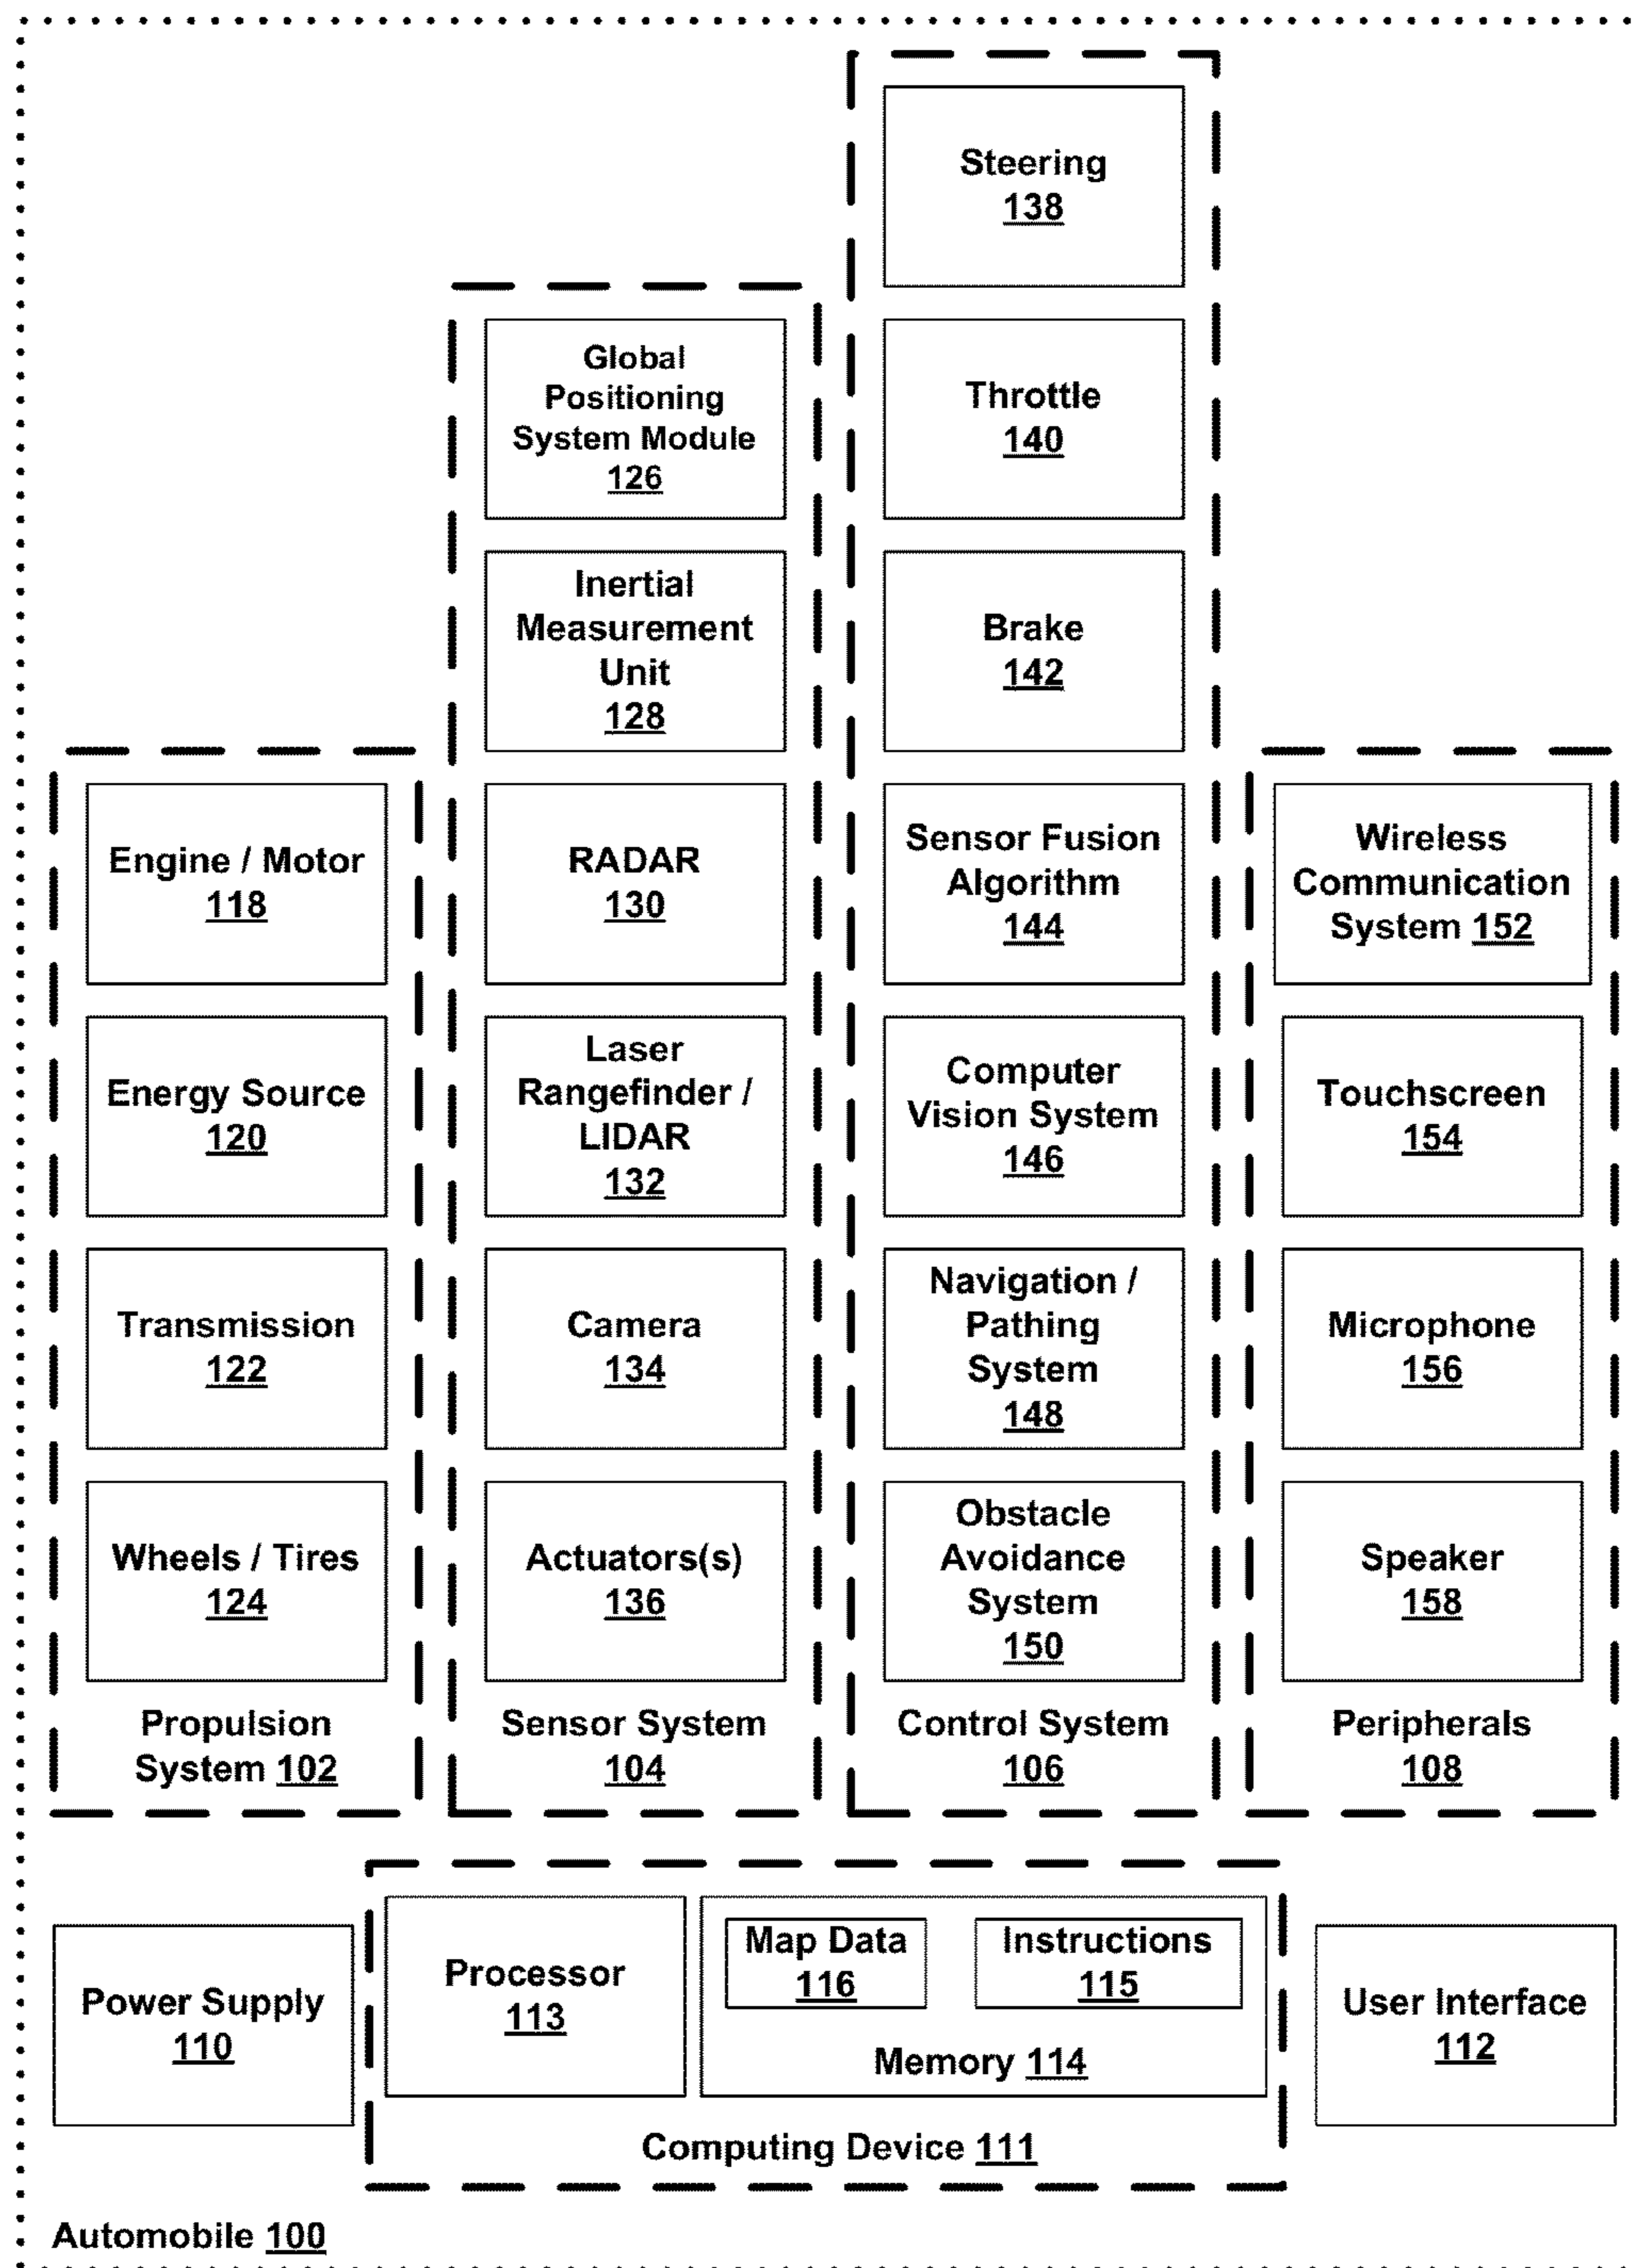 Steering
138
Throttle
140
Brake
142
Sensor Fusion
Algorithm
144
Computer
Vision System
146
Navigation /
Pathing
System
148
Obstacle
Avoidance
System
150
Control System
106
Global
Positioning
System Module
126
Inertial
Measurement
Unit
128
RADAR
130
Laser
Rangefinder /
LIDAR
132
Camera
134
Actuators(s)
136
Sensor System
104
Engine / Motor
118
Energy Source
120
Transmission
122
Wheels / Tires
124
Propulsion
System 102
Wireless
Communication
System 152
Touchscreen
154
Microphone
156
Speaker
158
Peripherals
108
Power Supply
110
Processor
113
Map Data
116
Instructions
115
Memory 114
Computing Device 111
User Interface
112
Automobile 100